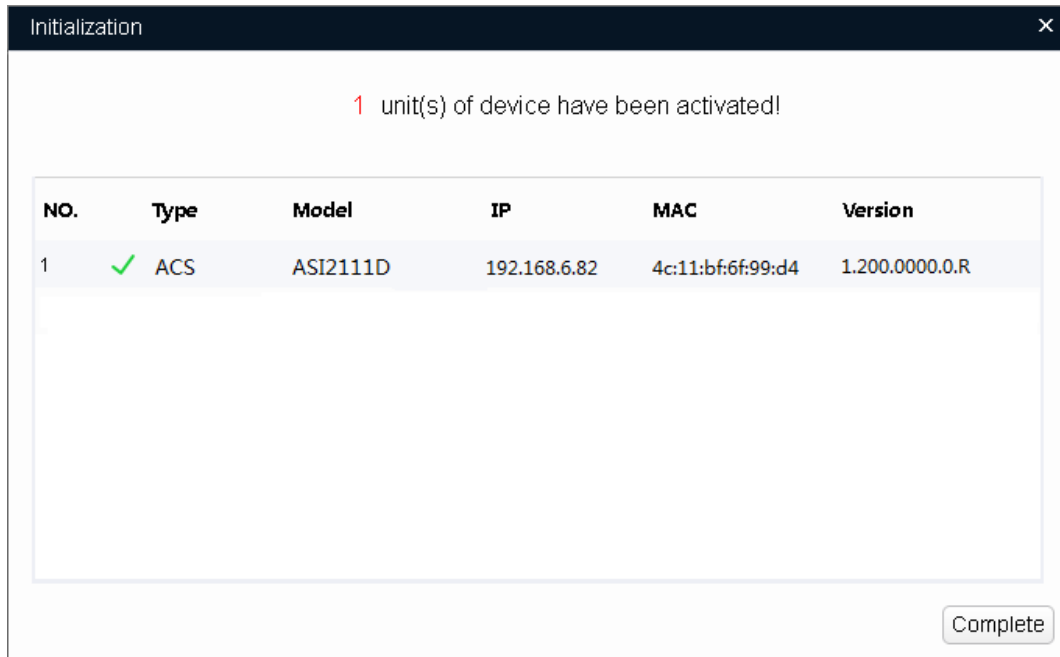 Initialization
1 unit(s) of device have been activated!
NO. Type Model IP MAC Version
1 ACS ASI2111D 192.168.6.82 4c:11:bf:6f:99:d4 1.200.0000.0.R
Complete